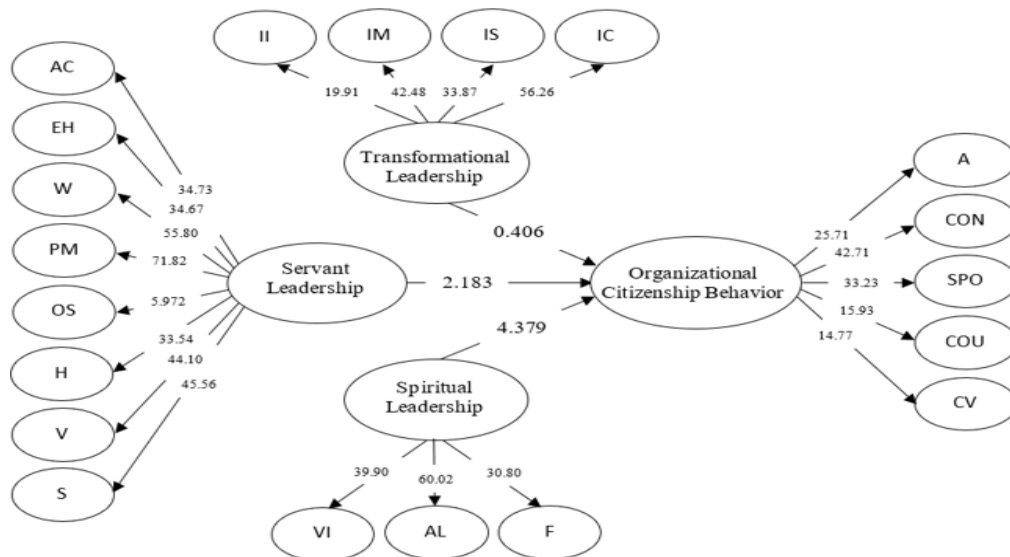 II
IM
IS
IC
19.91
42.48
33.87
56.26
Transformational
Leadership
AC
EH
W
PM
OS
H
V
S
34.73
34.67
55.80
71.82
5.972
33.54
44.10
45.56
Servant
Leadership
0.406
2.183
4.379
Organizational
Citizenship Behavior
25.71
42.71
33.23
15.93
14.77
A
CON
SPO
COU
CV
Spiritual
Leadership
39.90
60.02
30.80
VI
AL
F